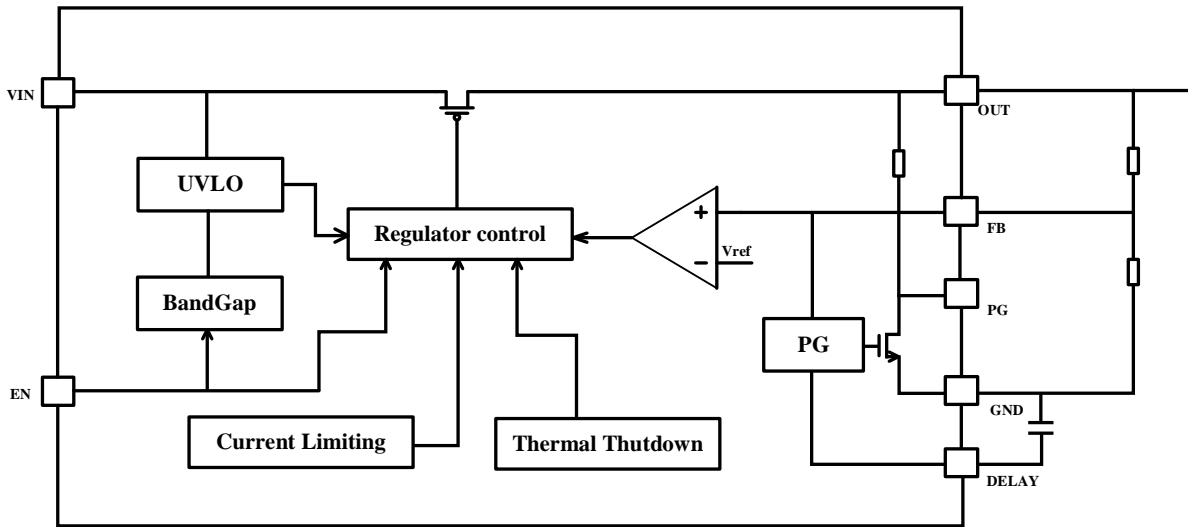 VIN
OUT
UVLO
+
Regulator control
FB
Vref
−
BandGap
PG
PG
EN
GND
Current Limiting
Thermal Thutdown
DELAY